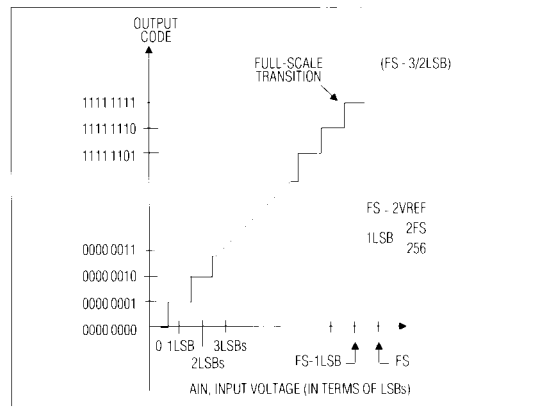 OUTPUT
CODE
FULL-SCALE
TRANSITION
(FS - 3/2LSB)
1111 1111
1111 1110
1111 1101
FS - 2VREF
1LSB 2FS
256
0000 0011
0000 0010
0000 0001
0000 0000
0 1LSB 3LSBs
2LSBs
FS-1LSB FS
AIN, INPUT VOLTAGE (IN TERMS OF LSBs)